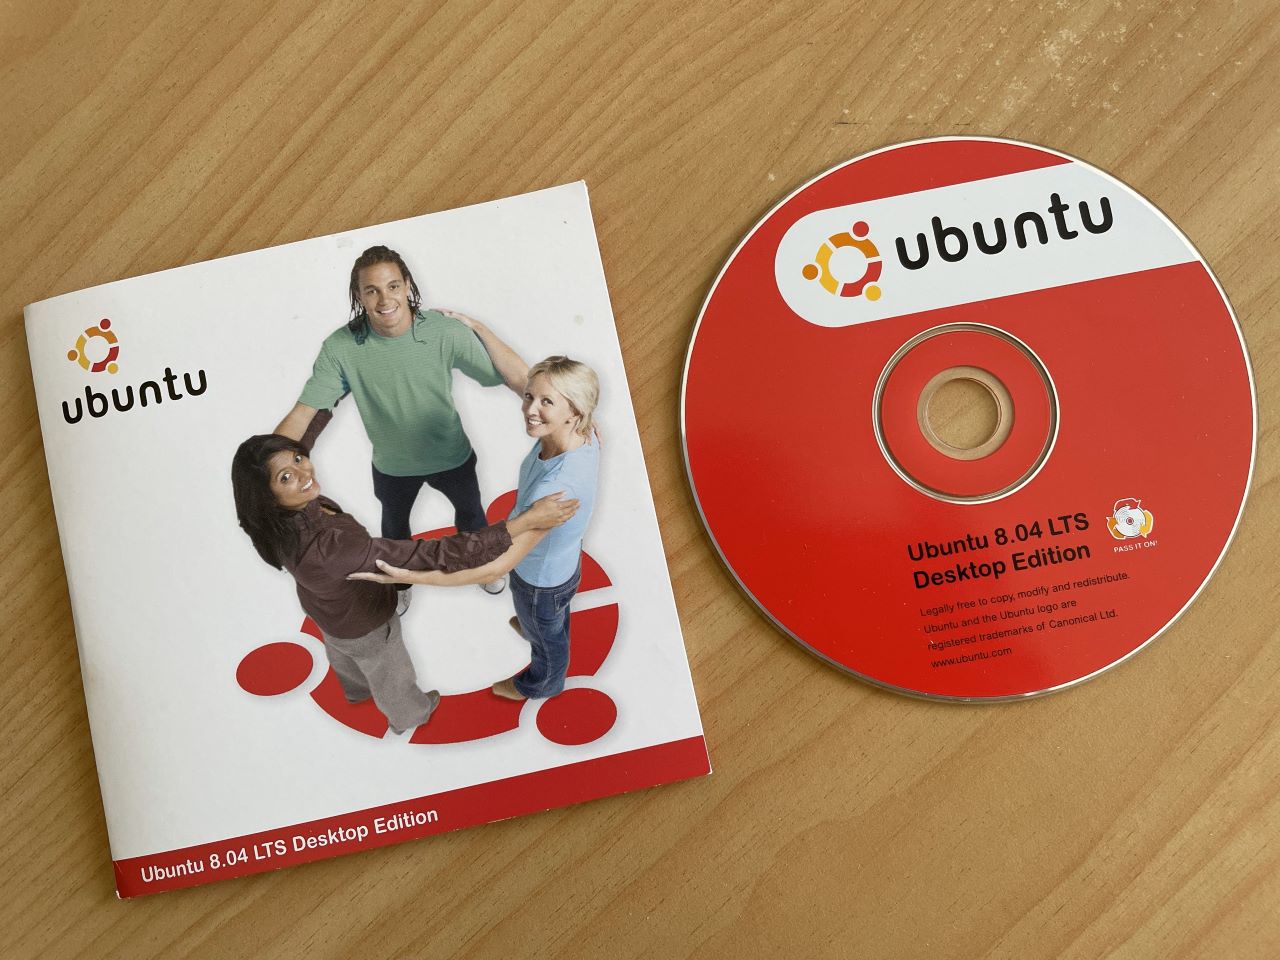 ubuntu
Ubuntu 8.04 LTS Desktop Edition
ubuntu
Ubuntu 8.04 LTS
Desktop Edition
PASS IT ON!
Legally free to copy, modify and redistribute.
Ubuntu and the Ubuntu logo are
registered trademarks of Canonical Ltd.
www.ubuntu.com